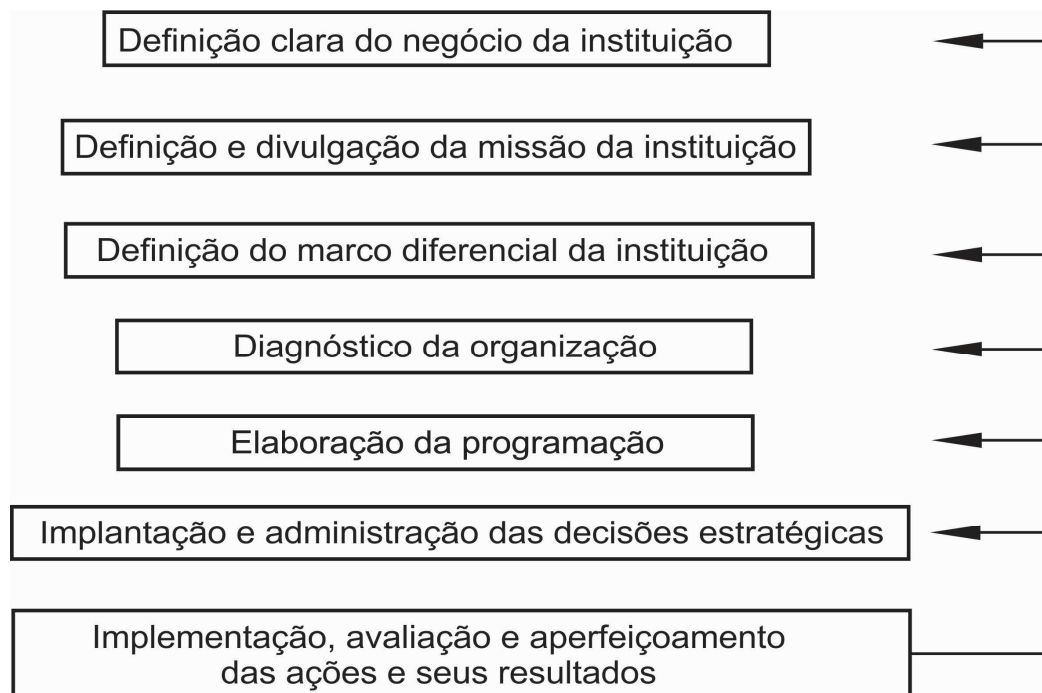 Definição clara do negócio da instituição
Definição e divulgação da missão da instituição
Definição do marco diferencial da instituição
Diagnóstico da organização
Elaboração da programação
Implantação e administração das decisões estratégicas
Implementação, avaliação e aperfeiçoamento
das ações e seus resultados